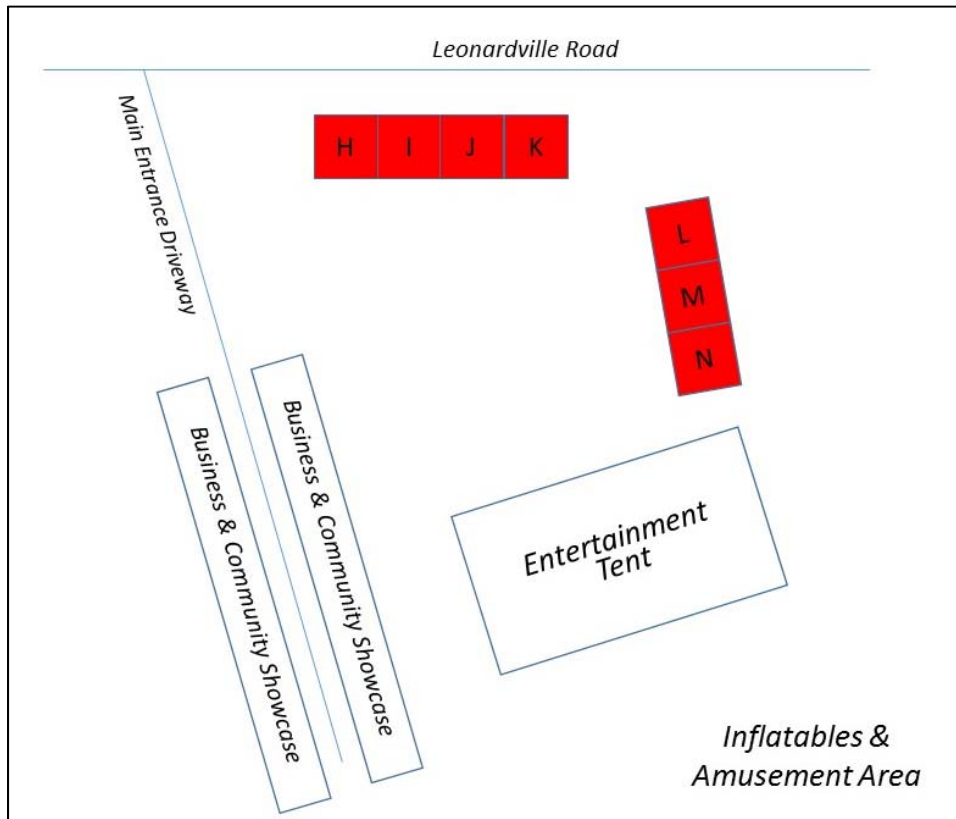 Leonardville Road
Main Entrance Driveway
H I J K
L
M
N
Business & Community Showcase
Business & Community Showcase
Entertainment
Tent
Inflatables &
Amusement Area